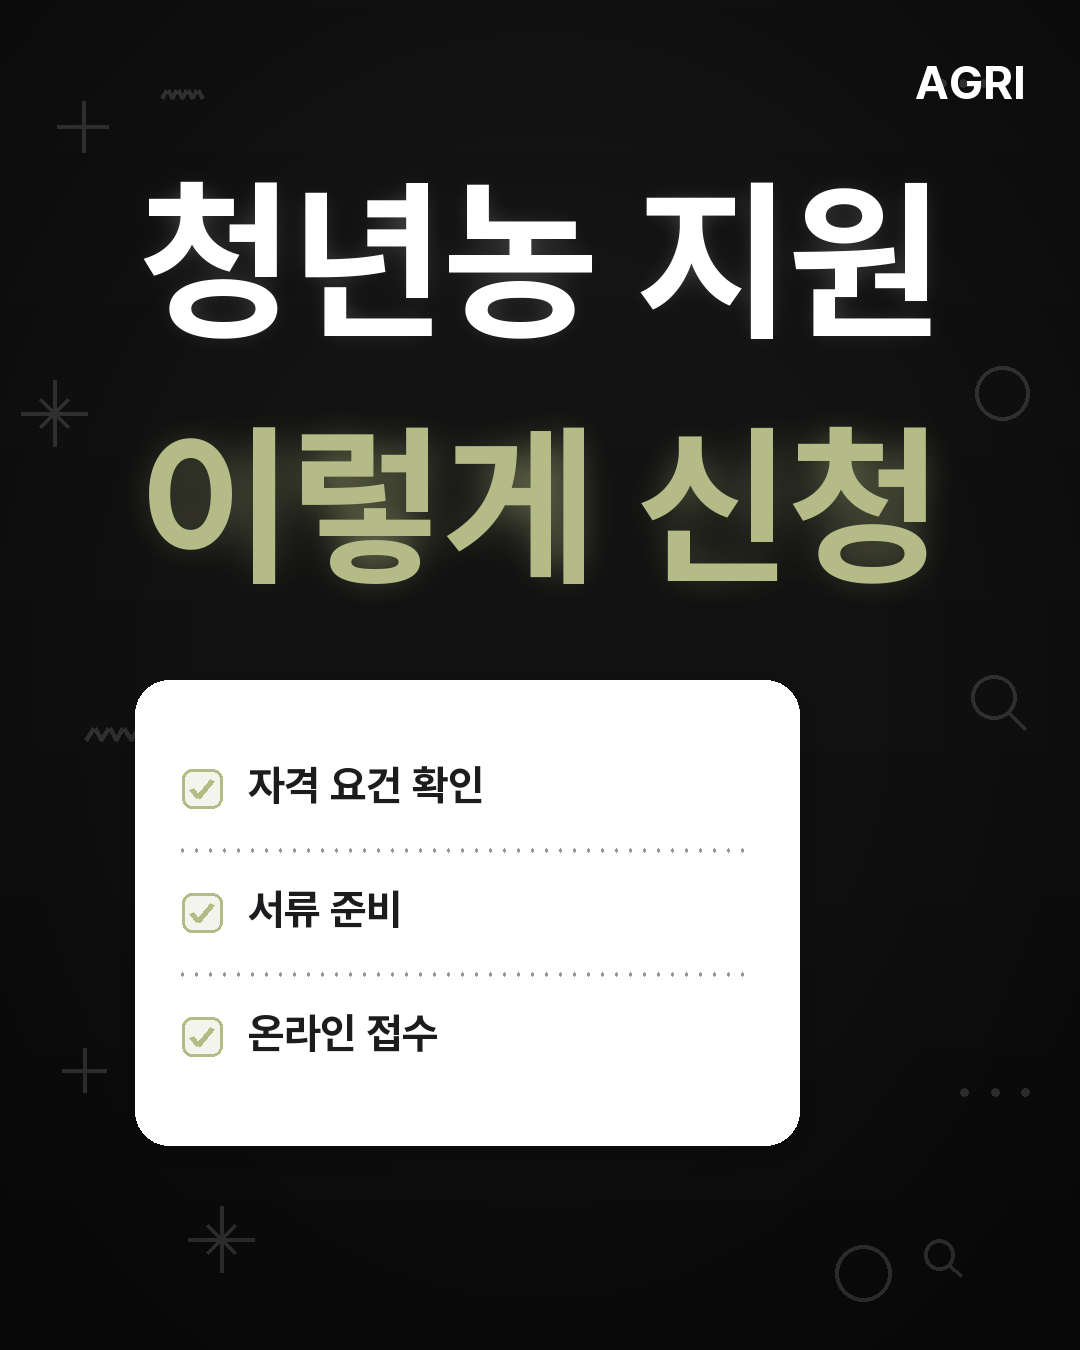 AGRI
청년농 지원
이렇게 신청
자격 요건 확인
서류 준비
온라인 접수